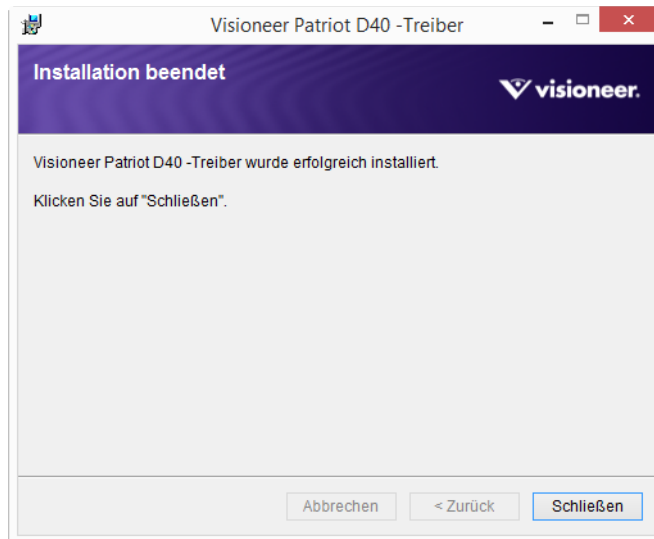 Visioneer Patriot D40 -Treiber
Installation beendet
visioneer.
Visioneer Patriot D40 -Treiber wurde erfolgreich installiert.
Klicken Sie auf "Schließen".
Abbrechen
< Zurück
Schließen